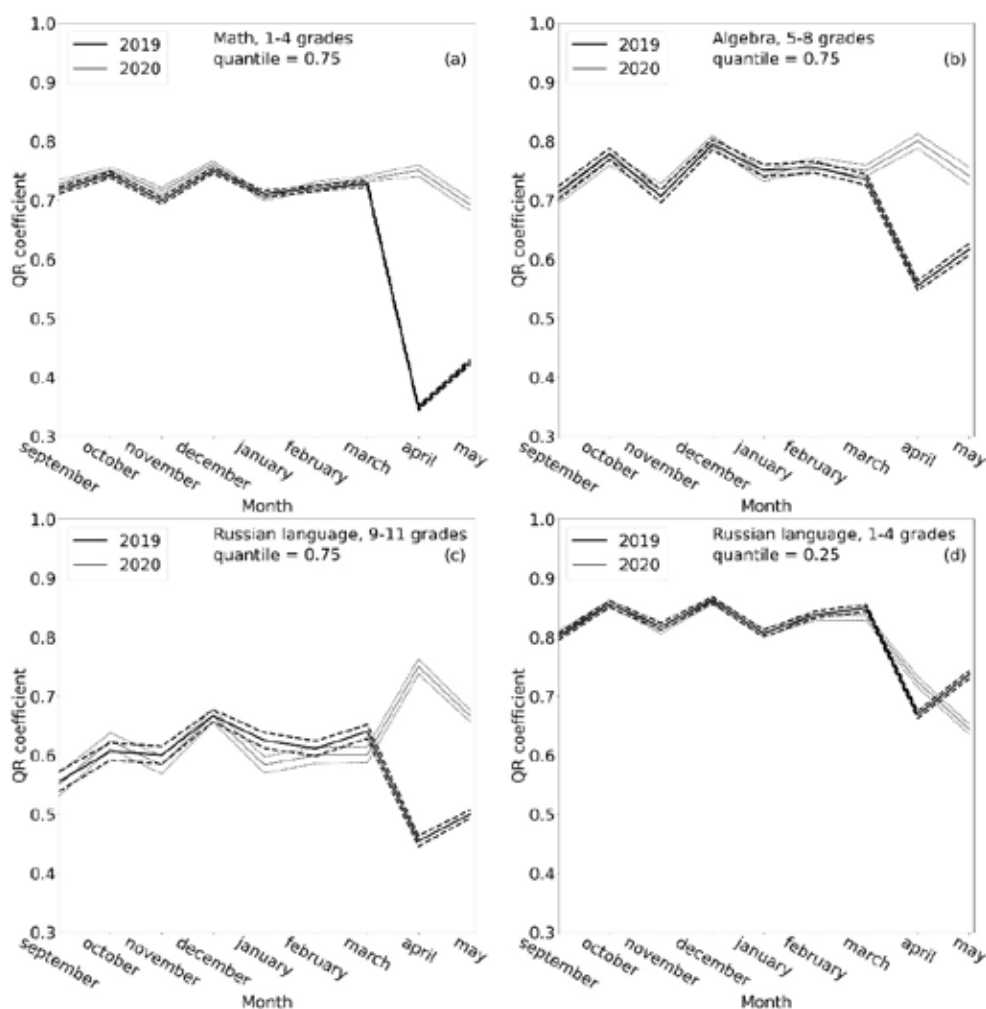 2019
2020
Math, 1-4 grades
quantile = 0.75
(a)
QR coefficient
1.0
0.9
0.8
0.7
0.6
0.5
0.4
0.3
september
october
november
december
january
february
march
april
may
Month
2019
2020
Algebra, 5-8 grades
quantile = 0.75
(b)
QR coefficient
1.0
0.9
0.8
0.7
0.6
0.5
0.4
0.3
september
october
november
december
january
february
march
april
may
Month
2019
2020
Russian language, 9-11 grades
quantile = 0.75
(c)
QR coefficient
1.0
0.9
0.8
0.7
0.6
0.5
0.4
0.3
september
october
november
december
january
february
march
april
may
Month
2019
2020
Russian language, 1-4 grades
quantile = 0.25
(d)
QR coefficient
1.0
0.9
0.8
0.7
0.6
0.5
0.4
0.3
september
october
november
december
january
february
march
april
may
Month